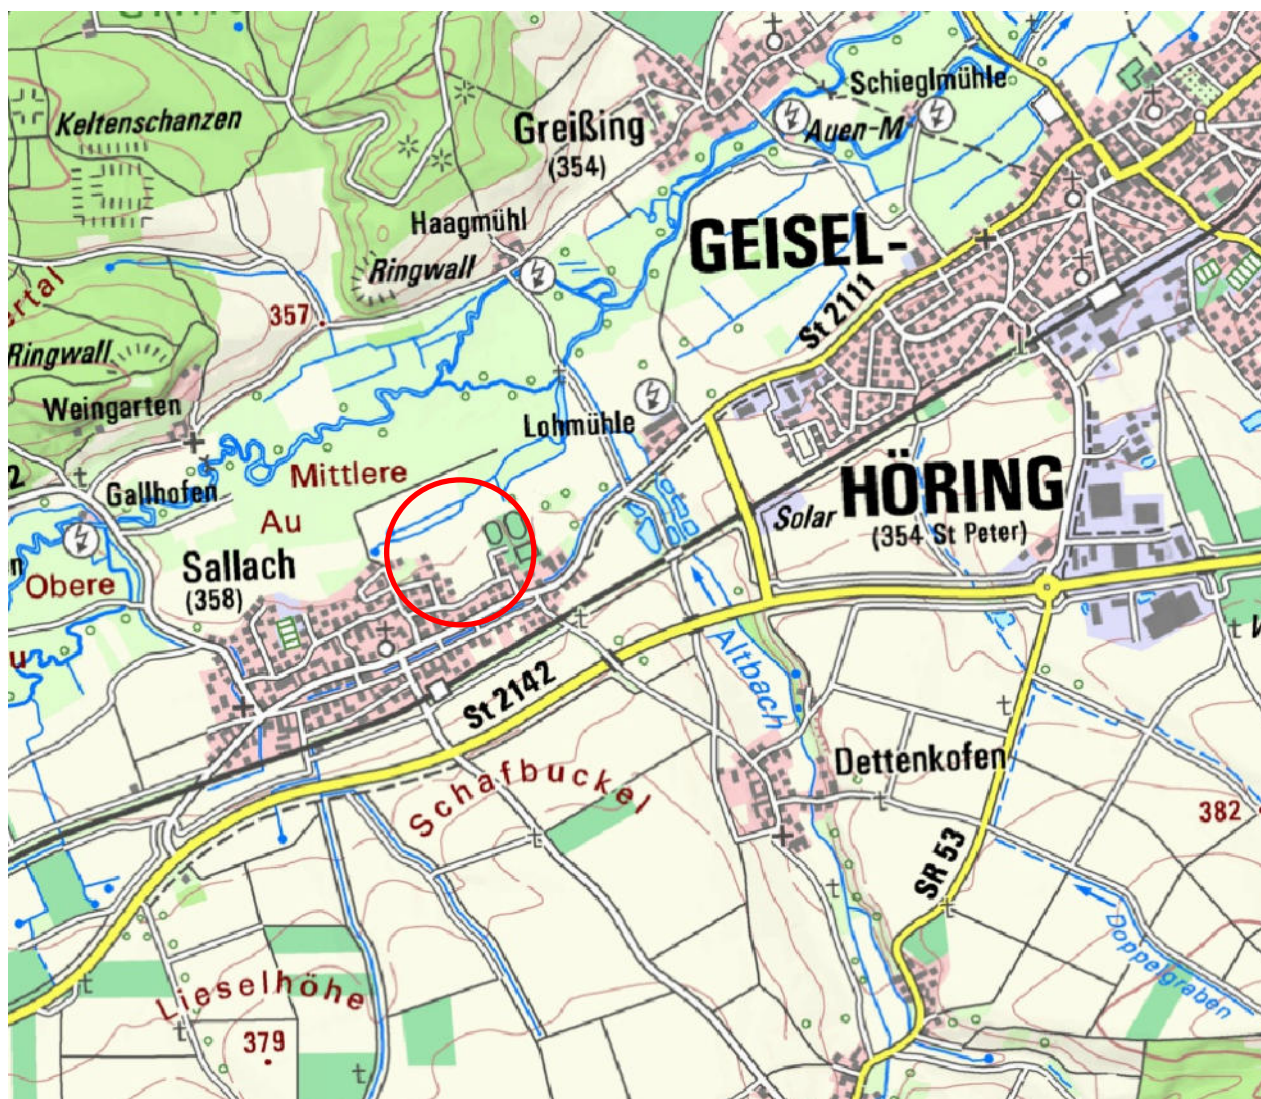 Keltenschanzen
Greißing
(354)
Schieglmühle
Auen-M
Haagmühl
Ringwall
GEISEL-
St 2111
357
Ringwall
Weingarten
Lohmühle
Mittlere
Au
Gallhofen
Sallach
(358)
Obere
Solar
HÖRING
(354 St Peter)
St 2142
Altbach
Schafbuckel
Dettenkofen
382
SR 53
Doppelgraben
Lieselhöhe
379